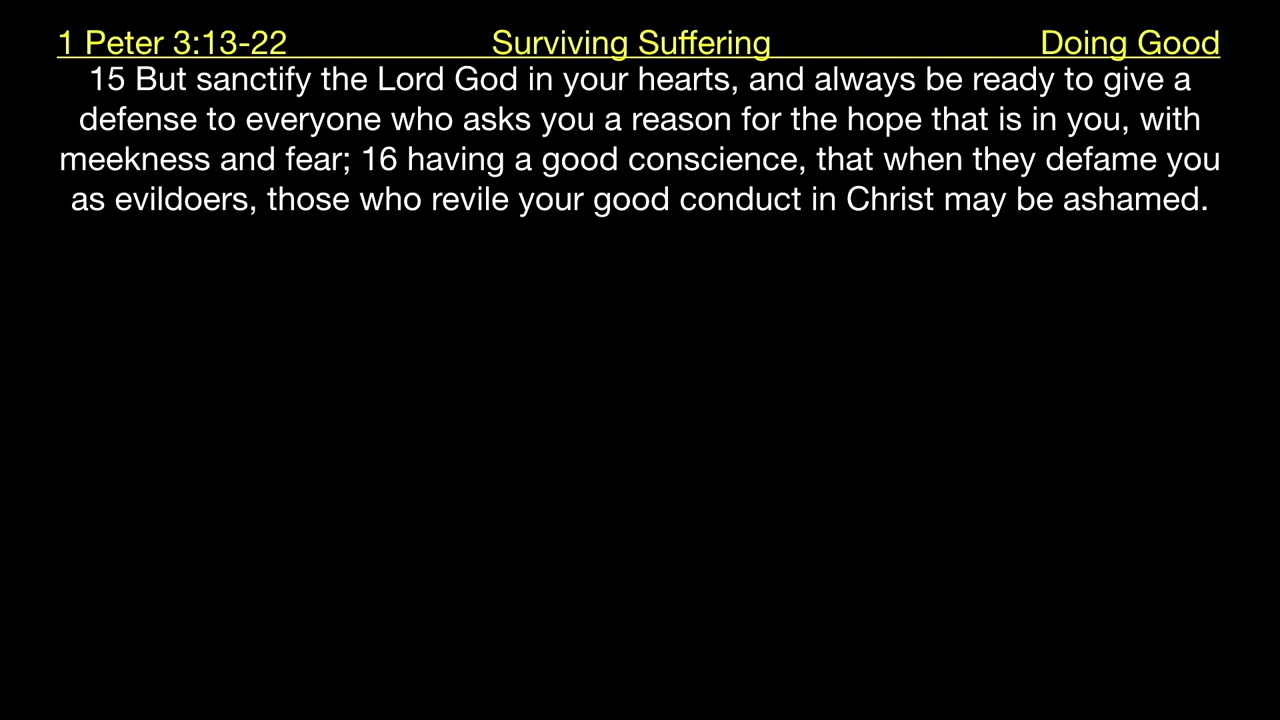 1 Peter 3:13-22 Surviving Suffering Doing Good
15 But sanctify the Lord God in your hearts, and always be ready to give a
defense to everyone who asks you a reason for the hope that is in you, with
meekness and fear; 16 having a good conscience, that when they defame you
as evildoers, those who revile your good conduct in Christ may be ashamed.